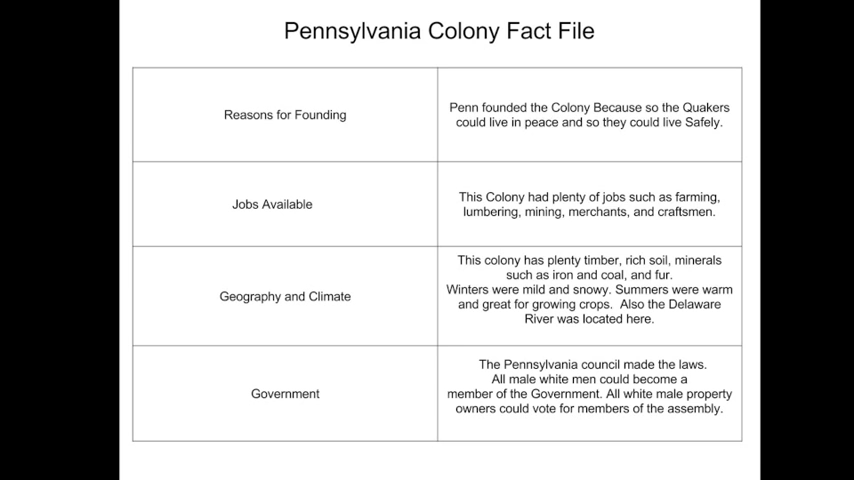 Pennsylvania Colony Fact File
Reasons for Founding
Penn founded the Colony Because so the Quakers
could live in peace and so they could live Safely.
Jobs Available
This Colony had plenty of jobs such as farming,
lumbering, mining, merchants, and craftsmen.
Geography and Climate
This colony has plenty timber, rich soil, minerals
such as iron and coal, and fur.
Winters were mild and snowy. Summers were warm
and great for growing crops.  Also the Delaware
River was located here.
Government
The Pennsylvania council made the laws.
All male white men could become a
member of the Government. All white male property
owners could vote for members of the assembly.